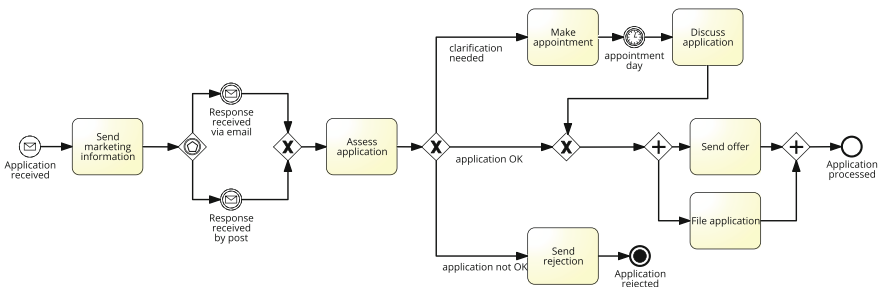 Application
received
Send
marketing
information
Response
received
via email
Response
received
by post
Assess
application
clarification
needed
Make
appointment
appointment
day
Discuss
application
application OK
Send offer
File application
Application
processed
application not OK
Send
rejection
Application
rejected